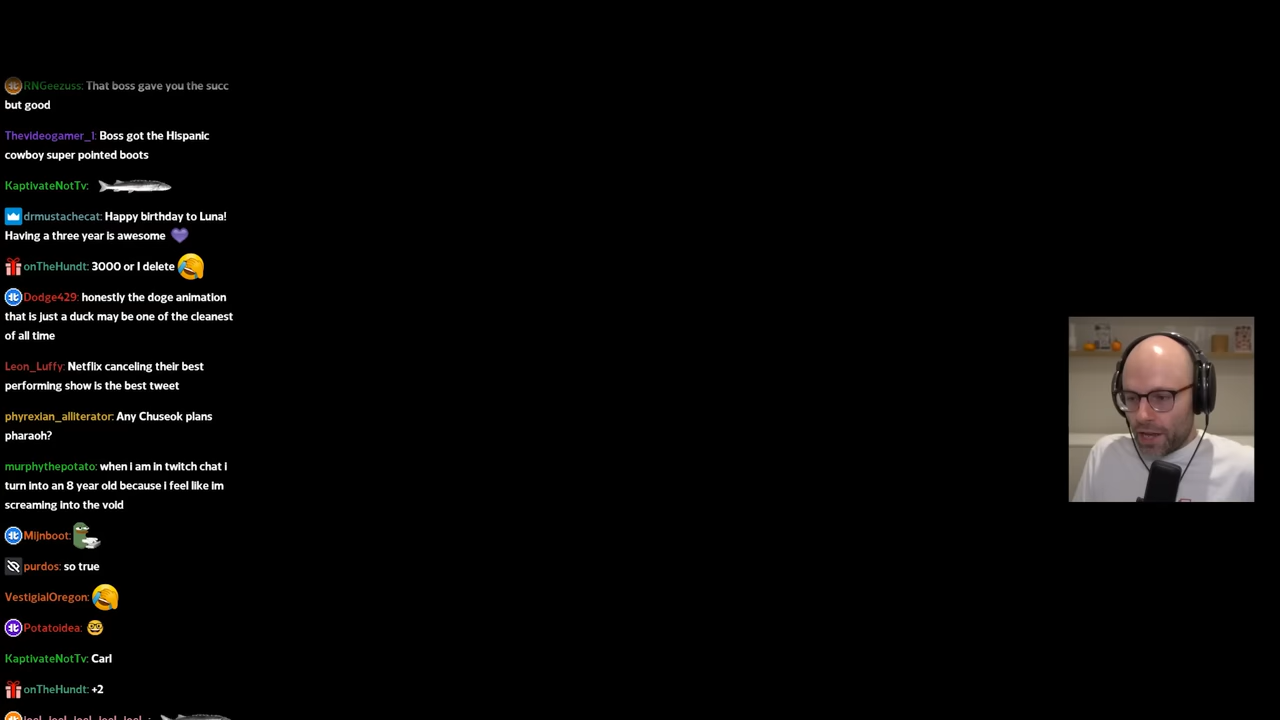 RNGeezuss: That boss gave you the succ
but good
Thevideogamer_1: Boss got the Hispanic
cowboy super pointed boots
KaptivateNotTv:
drmustachecat: Happy birthday to Luna!
Having a three year is awesome
onTheHundt: 3000 or I delete
Dodge429: honestly the doge animation
that is just a duck may be one of the cleanest
of all time
Leon_Luffy: Netflix canceling their best
performing show is the best tweet
phyrexian_alliterator: Any Chuseok plans
pharaoh?
murphythepotato: when i am in twitch chat i
turn into an 8 year old because i feel like im
screaming into the void
Mijnboot:
purdos: so true
VestigialOregon:
Potatoidea:
KaptivateNotTv: Carl
onTheHundt: +2